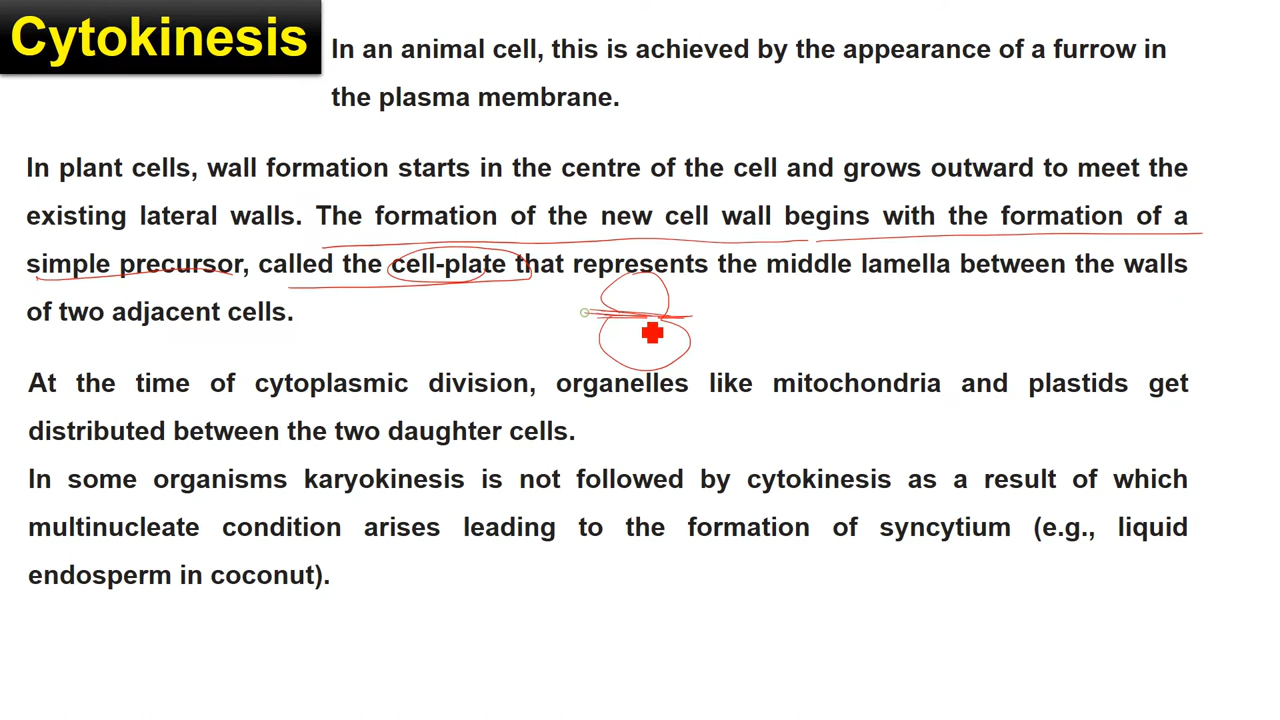 Cytokinesis
In an animal cell, this is achieved by the appearance of a furrow in
the plasma membrane.
In plant cells, wall formation starts in the centre of the cell and grows outward to meet the
existing lateral walls. The formation of the new cell wall begins with the formation of a
simple precursor, called the cell-plate that represents the middle lamella between the walls
of two adjacent cells.
At the time of cytoplasmic division, organelles like mitochondria and plastids get
distributed between the two daughter cells.
In some organisms karyokinesis is not followed by cytokinesis as a result of which
multinucleate condition arises leading to the formation of syncytium (e.g., liquid
endosperm in coconut).